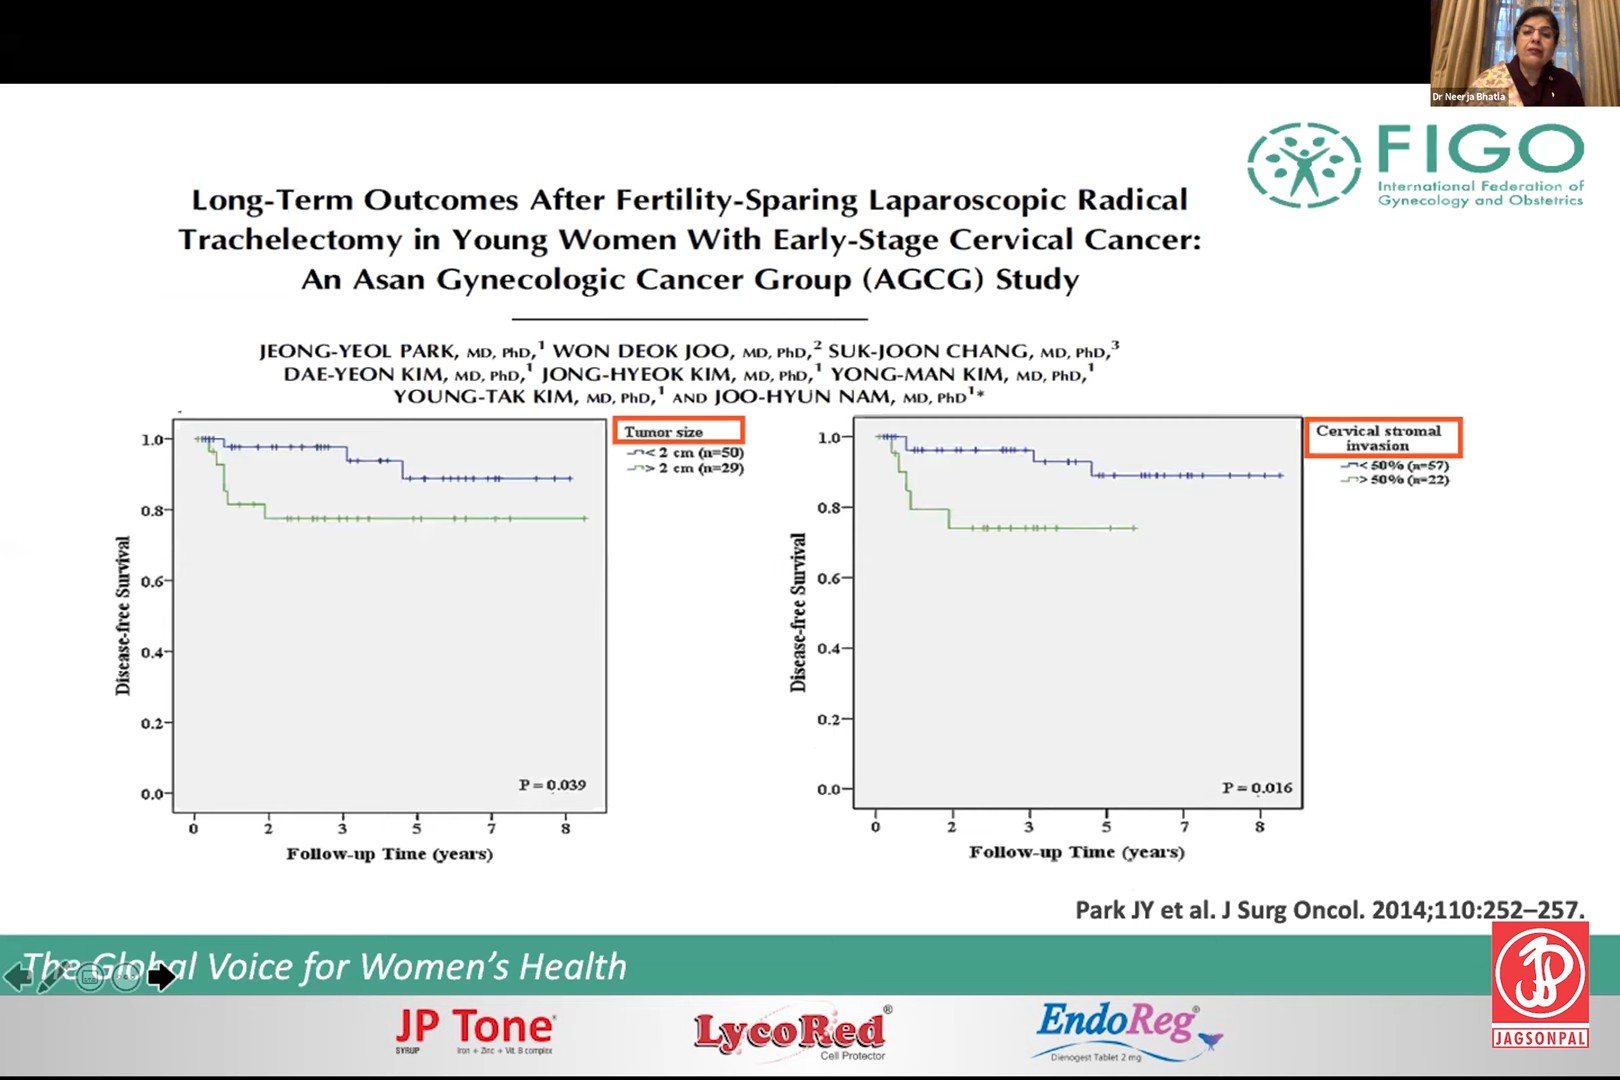 Dr Neerja Bhatla
FIGO
International Federation of
Gynecology and Obstetrics
Long-Term Outcomes After Fertility-Sparing Laparoscopic Radical
Trachelectomy in Young Women With Early-Stage Cervical Cancer:
An Asan Gynecologic Cancer Group (AGCG) Study
JEONG-YEOL PARK, MD, PhD,1 WON DEOK JOO, MD, PhD,2 SUK-JOON CHANG, MD, PhD,3
DAE-YEON KIM, MD, PhD,1 JONG-HYEOK KIM, MD, PhD,1 YONG-MAN KIM, MD, PhD,1
YOUNG-TAK KIM, MD, PhD,1 AND JOO-HYUN NAM, MD, PhD1*
Tumor size
< 2 cm (n=50)
> 2 cm (n=29)
1.0
0.8
0.6
0.4
0.2
0.0
Disease-free Survival
P = 0.039
0 2 3 5 7 8
Follow-up Time (years)
Cervical stromal
invasion
< 50% (n=57)
> 50% (n=22)
1.0
0.8
0.6
0.4
0.2
0.0
Disease-free Survival
P = 0.016
0 2 3 5 7 8
Follow-up Time (years)
Park JY et al. J Surg Oncol. 2014;110:252–257.
The Global Voice for Women's Health
JP Tone
SYRUP Iron + Zinc + Vit. B complex
LycoRed®
Cell Protector
EndoReg®
Dienogest Tablet 2 mg
JAGSONPAL